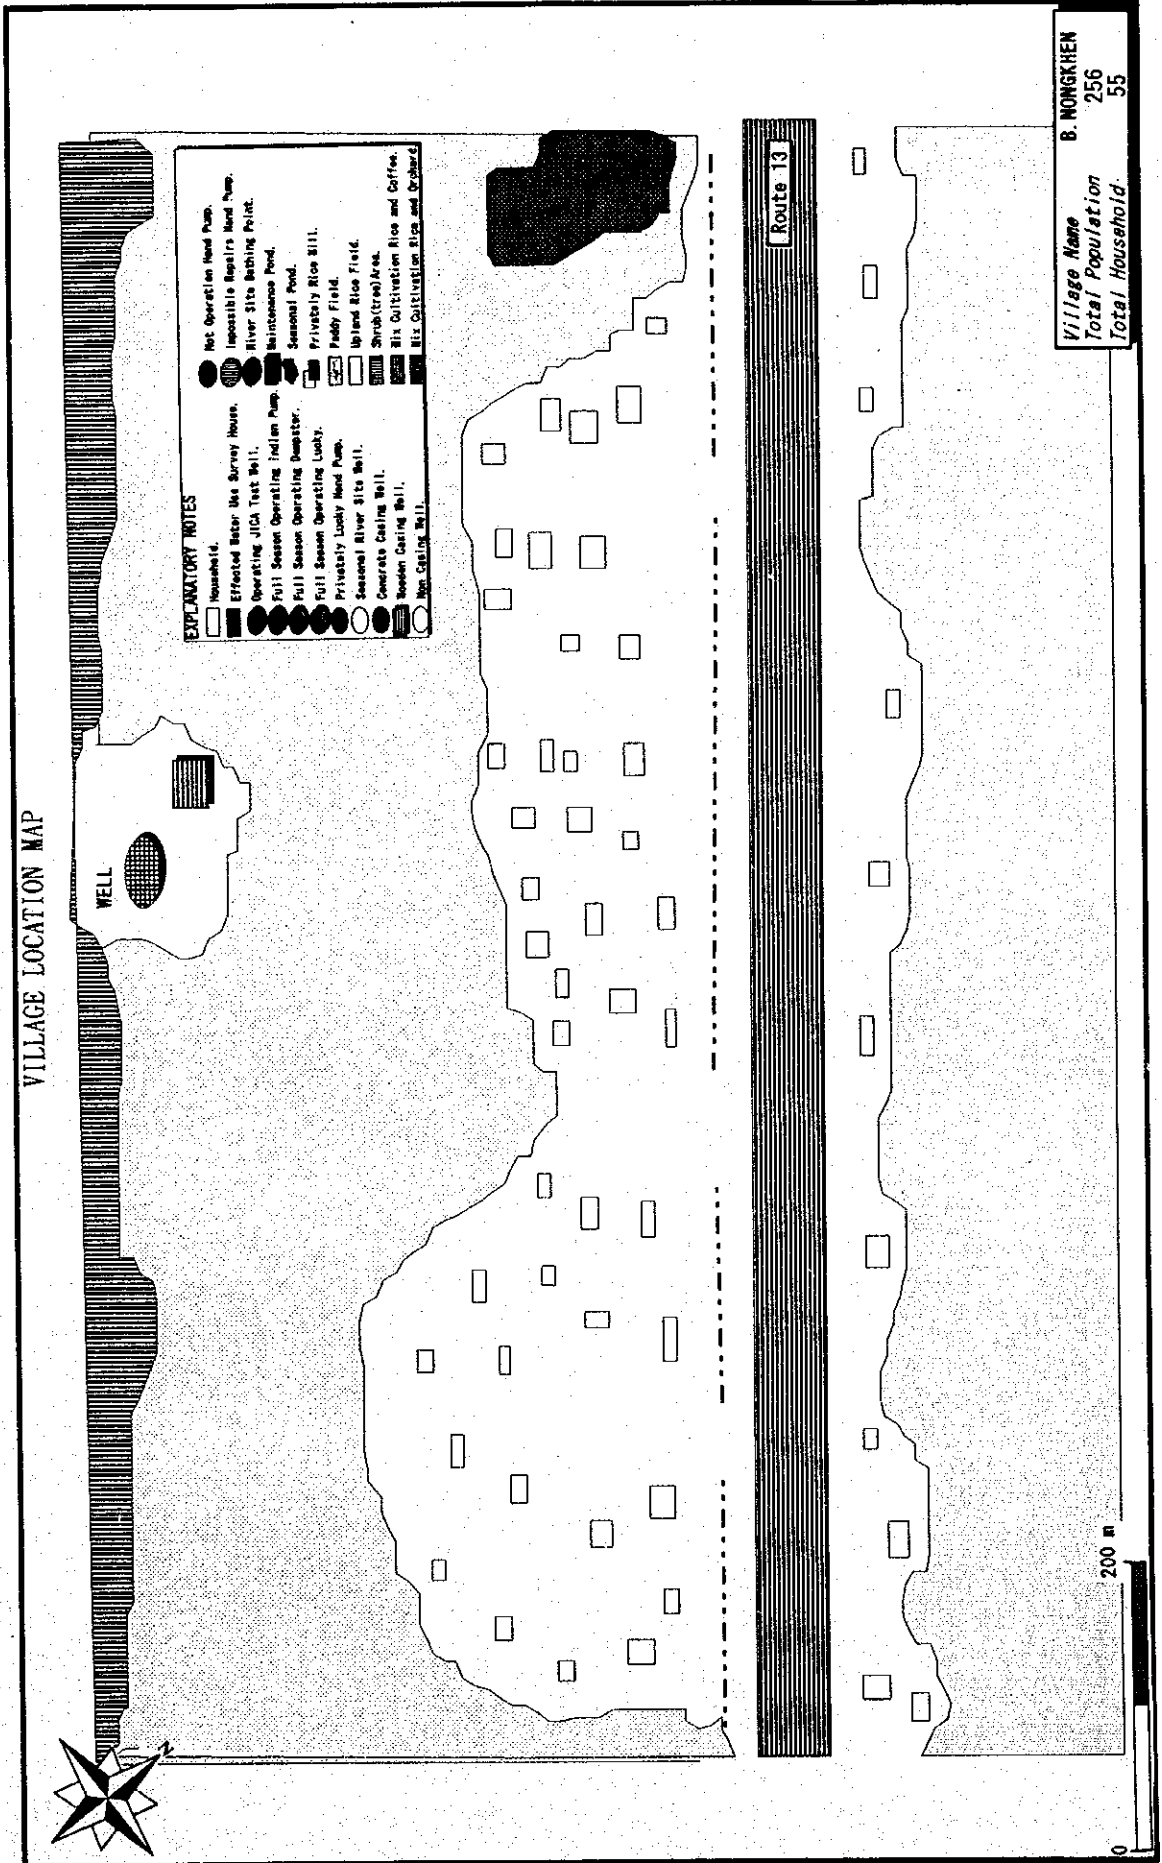 VILLAGE LOCATION MAP
WELL
EXPLANATORY NOTES
Household.
Effected Water Use Survey House.
Operating JICA Test Well.
Full Season Operating Indian Pump.
Full Season Operating Dempster.
Full Season Operating Lucky.
Privately Lucky Hand Pump.
Seasonal River Site Well.
Concrete Casing Well.
Wooden Casing Well.
Non Casing Well.
Not Operation Hand Pump.
Impossible Repairs Hand Pump.
River Site Bathing Point.
Maintenance Pond.
Seasonal Pond.
Privately Rice Mill.
Paddy Field.
Upland Rice Field.
Shrub(tree)Area.
Mix Cultivation Rice and Coffee.
Mix Cultivation Rice and Orchard.
Route 13
N
0
200 m
Village Name B. NONGKHEN
Total Population 256
Total Household 55